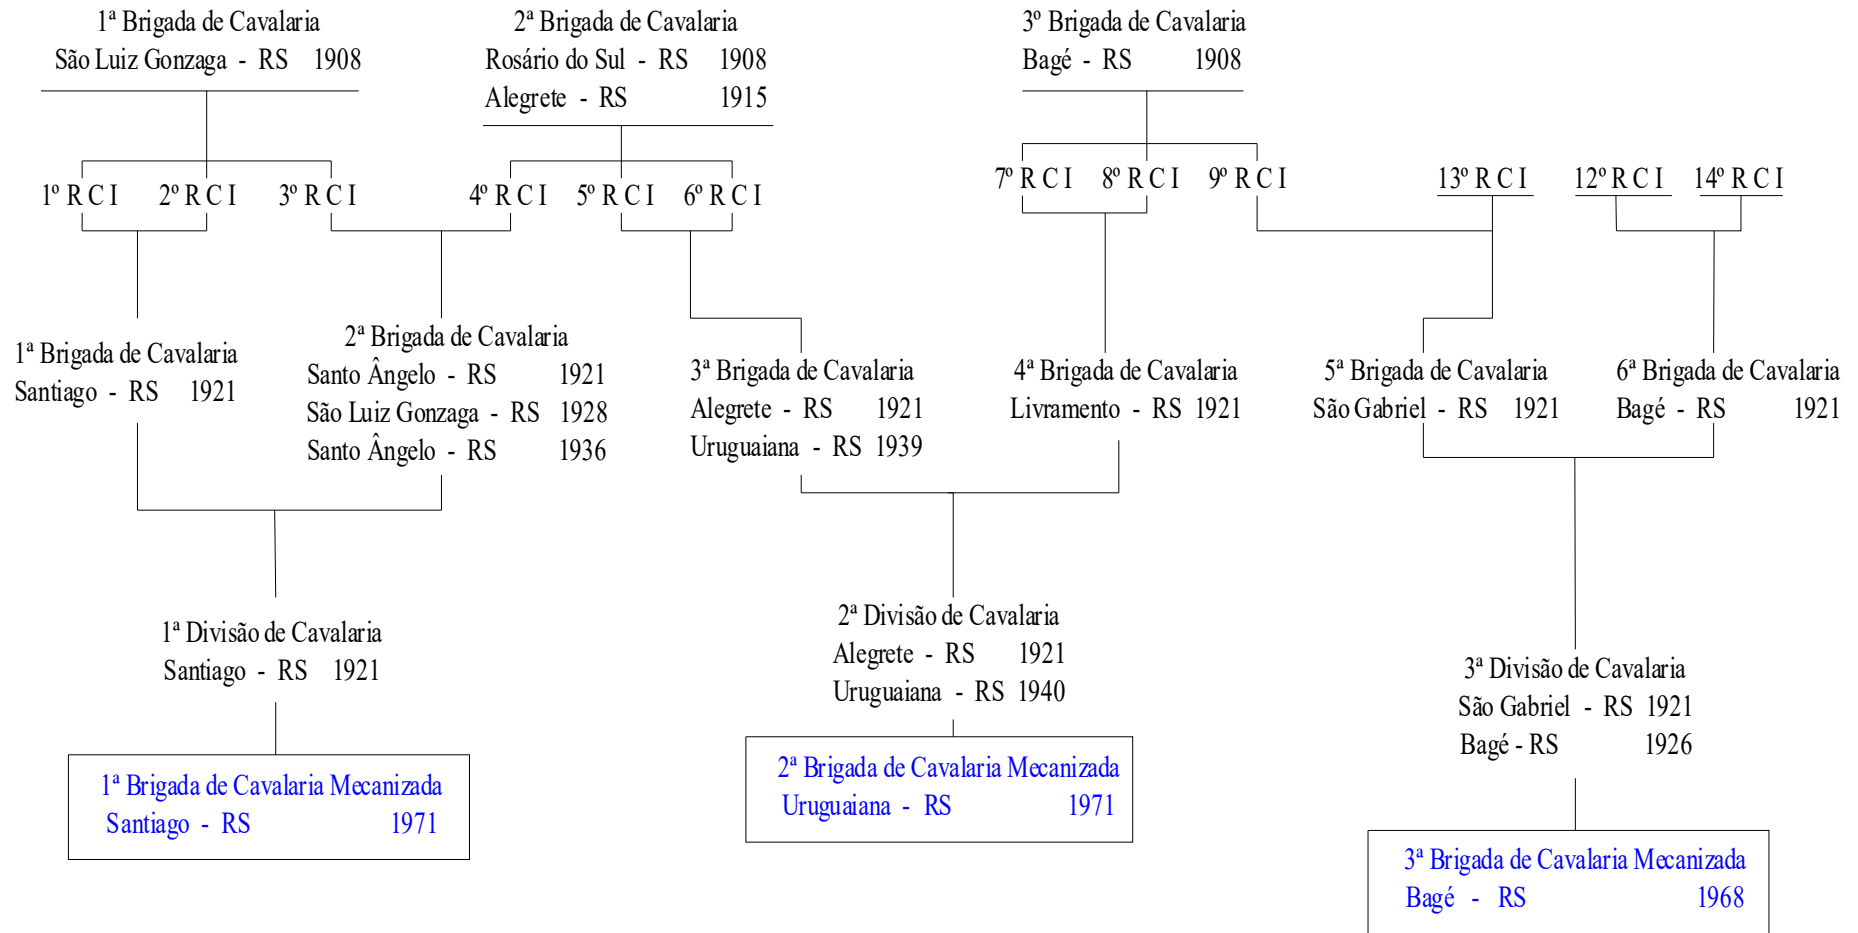 1ª Brigada de Cavalaria
São Luiz Gonzaga - RS 1908
2ª Brigada de Cavalaria
Rosário do Sul - RS 1908
Alegrete - RS 1915
3º Brigada de Cavalaria
Bagé - RS 1908
1º R C I 2º R C I 3º R C I 4º R C I 5º R C I 6º R C I 7º R C I 8º R C I 9º R C I 13º R C I 12º R C I 14º R C I
1ª Brigada de Cavalaria
Santiago - RS 1921
2ª Brigada de Cavalaria
Santo Ângelo - RS 1921
São Luiz Gonzaga - RS 1928
Santo Ângelo - RS 1936
3ª Brigada de Cavalaria
Alegrete - RS 1921
Uruguaiana - RS 1939
4ª Brigada de Cavalaria
Livramento - RS 1921
5ª Brigada de Cavalaria
São Gabriel - RS 1921
6ª Brigada de Cavalaria
Bagé - RS 1921
1ª Divisão de Cavalaria
Santiago - RS 1921
2ª Divisão de Cavalaria
Alegrete - RS 1921
Uruguaiana - RS 1940
3ª Divisão de Cavalaria
São Gabriel - RS 1921
Bagé - RS 1926
1ª Brigada de Cavalaria Mecanizada
Santiago - RS 1971
2ª Brigada de Cavalaria Mecanizada
Uruguaiana - RS 1971
3ª Brigada de Cavalaria Mecanizada
Bagé - RS 1968